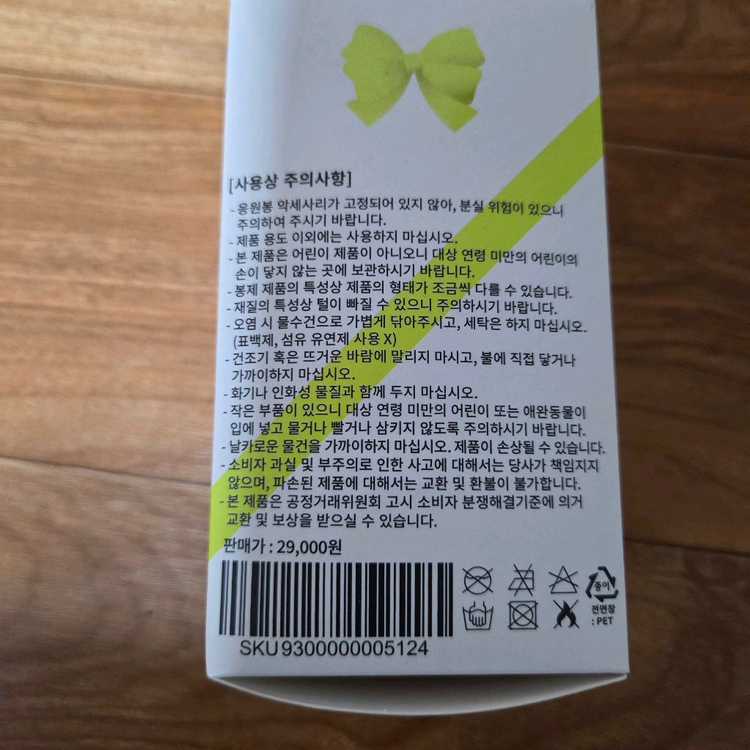 [사용상 주의사항]
- 응원봉 악세사리가 고정되어 있지 않아, 분실 위험이 있으니
주의하여 주시기 바랍니다.
- 제품 용도 이외에는 사용하지 마십시오.
- 본 제품은 어린이 제품이 아니오니 대상 연령 미만의 어린이의
손이 닿지 않는 곳에 보관하시기 바랍니다.
- 봉제 제품의 특성상 제품의 형태가 조금씩 다를 수 있습니다.
- 재질의 특성상 털이 빠질 수 있으니 주의하시기 바랍니다.
- 오염 시 물수건으로 가볍게 닦아주시고, 세탁은 하지 마십시오.
(표백제, 섬유 유연제 사용 X)
- 건조기 혹은 뜨거운 바람에 말리지 마시고, 불에 직접 닿거나
가까이하지 마십시오.
- 화기나 인화성 물질과 함께 두지 마십시오.
- 작은 부품이 있으니 대상 연령 미만의 어린이 또는 애완동물이
입에 넣고 물거나 빨거나 삼키지 않도록 주의하시기 바랍니다.
- 날카로운 물건을 가까이하지 마십시오. 제품이 손상될 수 있습니다.
- 소비자 과실 및 부주의로 인한 사고에 대해서는 당사가 책임지지
않으며, 파손된 제품에 대해서는 교환 및 환불이 불가합니다.
- 본 제품은 공정거래위원회 고시 소비자 분쟁해결기준에 의거
교환 및 보상을 받으실 수 있습니다.
판매가 : 29,000원
종이
전면창
: PET
SKU9300000005124